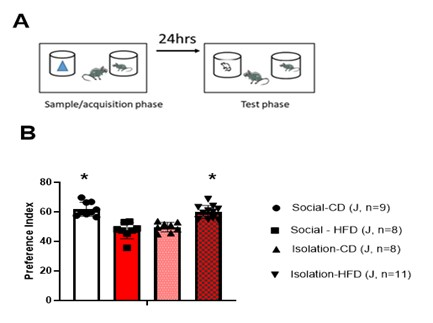 A
24hrs
Sample/acquisition phase
Test phase
B
Preference Index
80
60
40
20
0
*
*
Social-CD (J, n=9)
Social - HFD (J, n=8)
Isolation-CD (J, n=8)
Isolation-HFD (J, n=11)